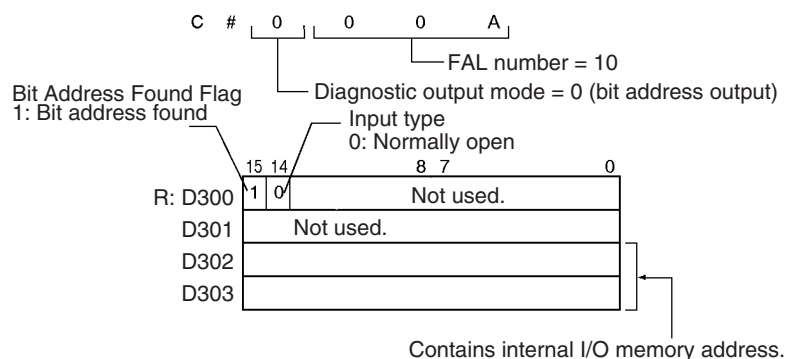 C # 0 0 0 A
FAL number = 10
Diagnostic output mode = 0 (bit address output)
Bit Address Found Flag
1: Bit address found
Input type
0: Normally open
15 14 8 7 0
R: D300 1 0 Not used.
D301 Not used.
D302
D303
Contains internal I/O memory address.